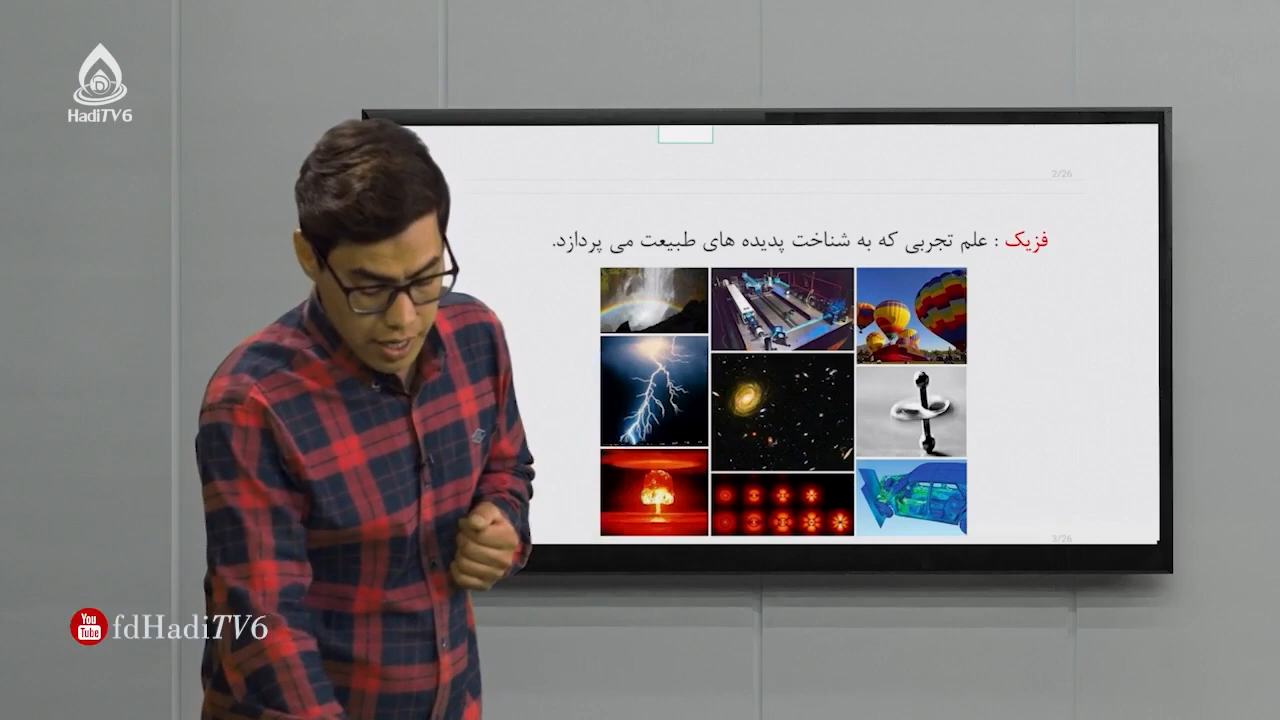 HadiTV6
2/26
فزیک : علم تجربی که به شناخت پدیده های طبیعت می پردازد.
3/26
You
Tube
fdHadiTV6